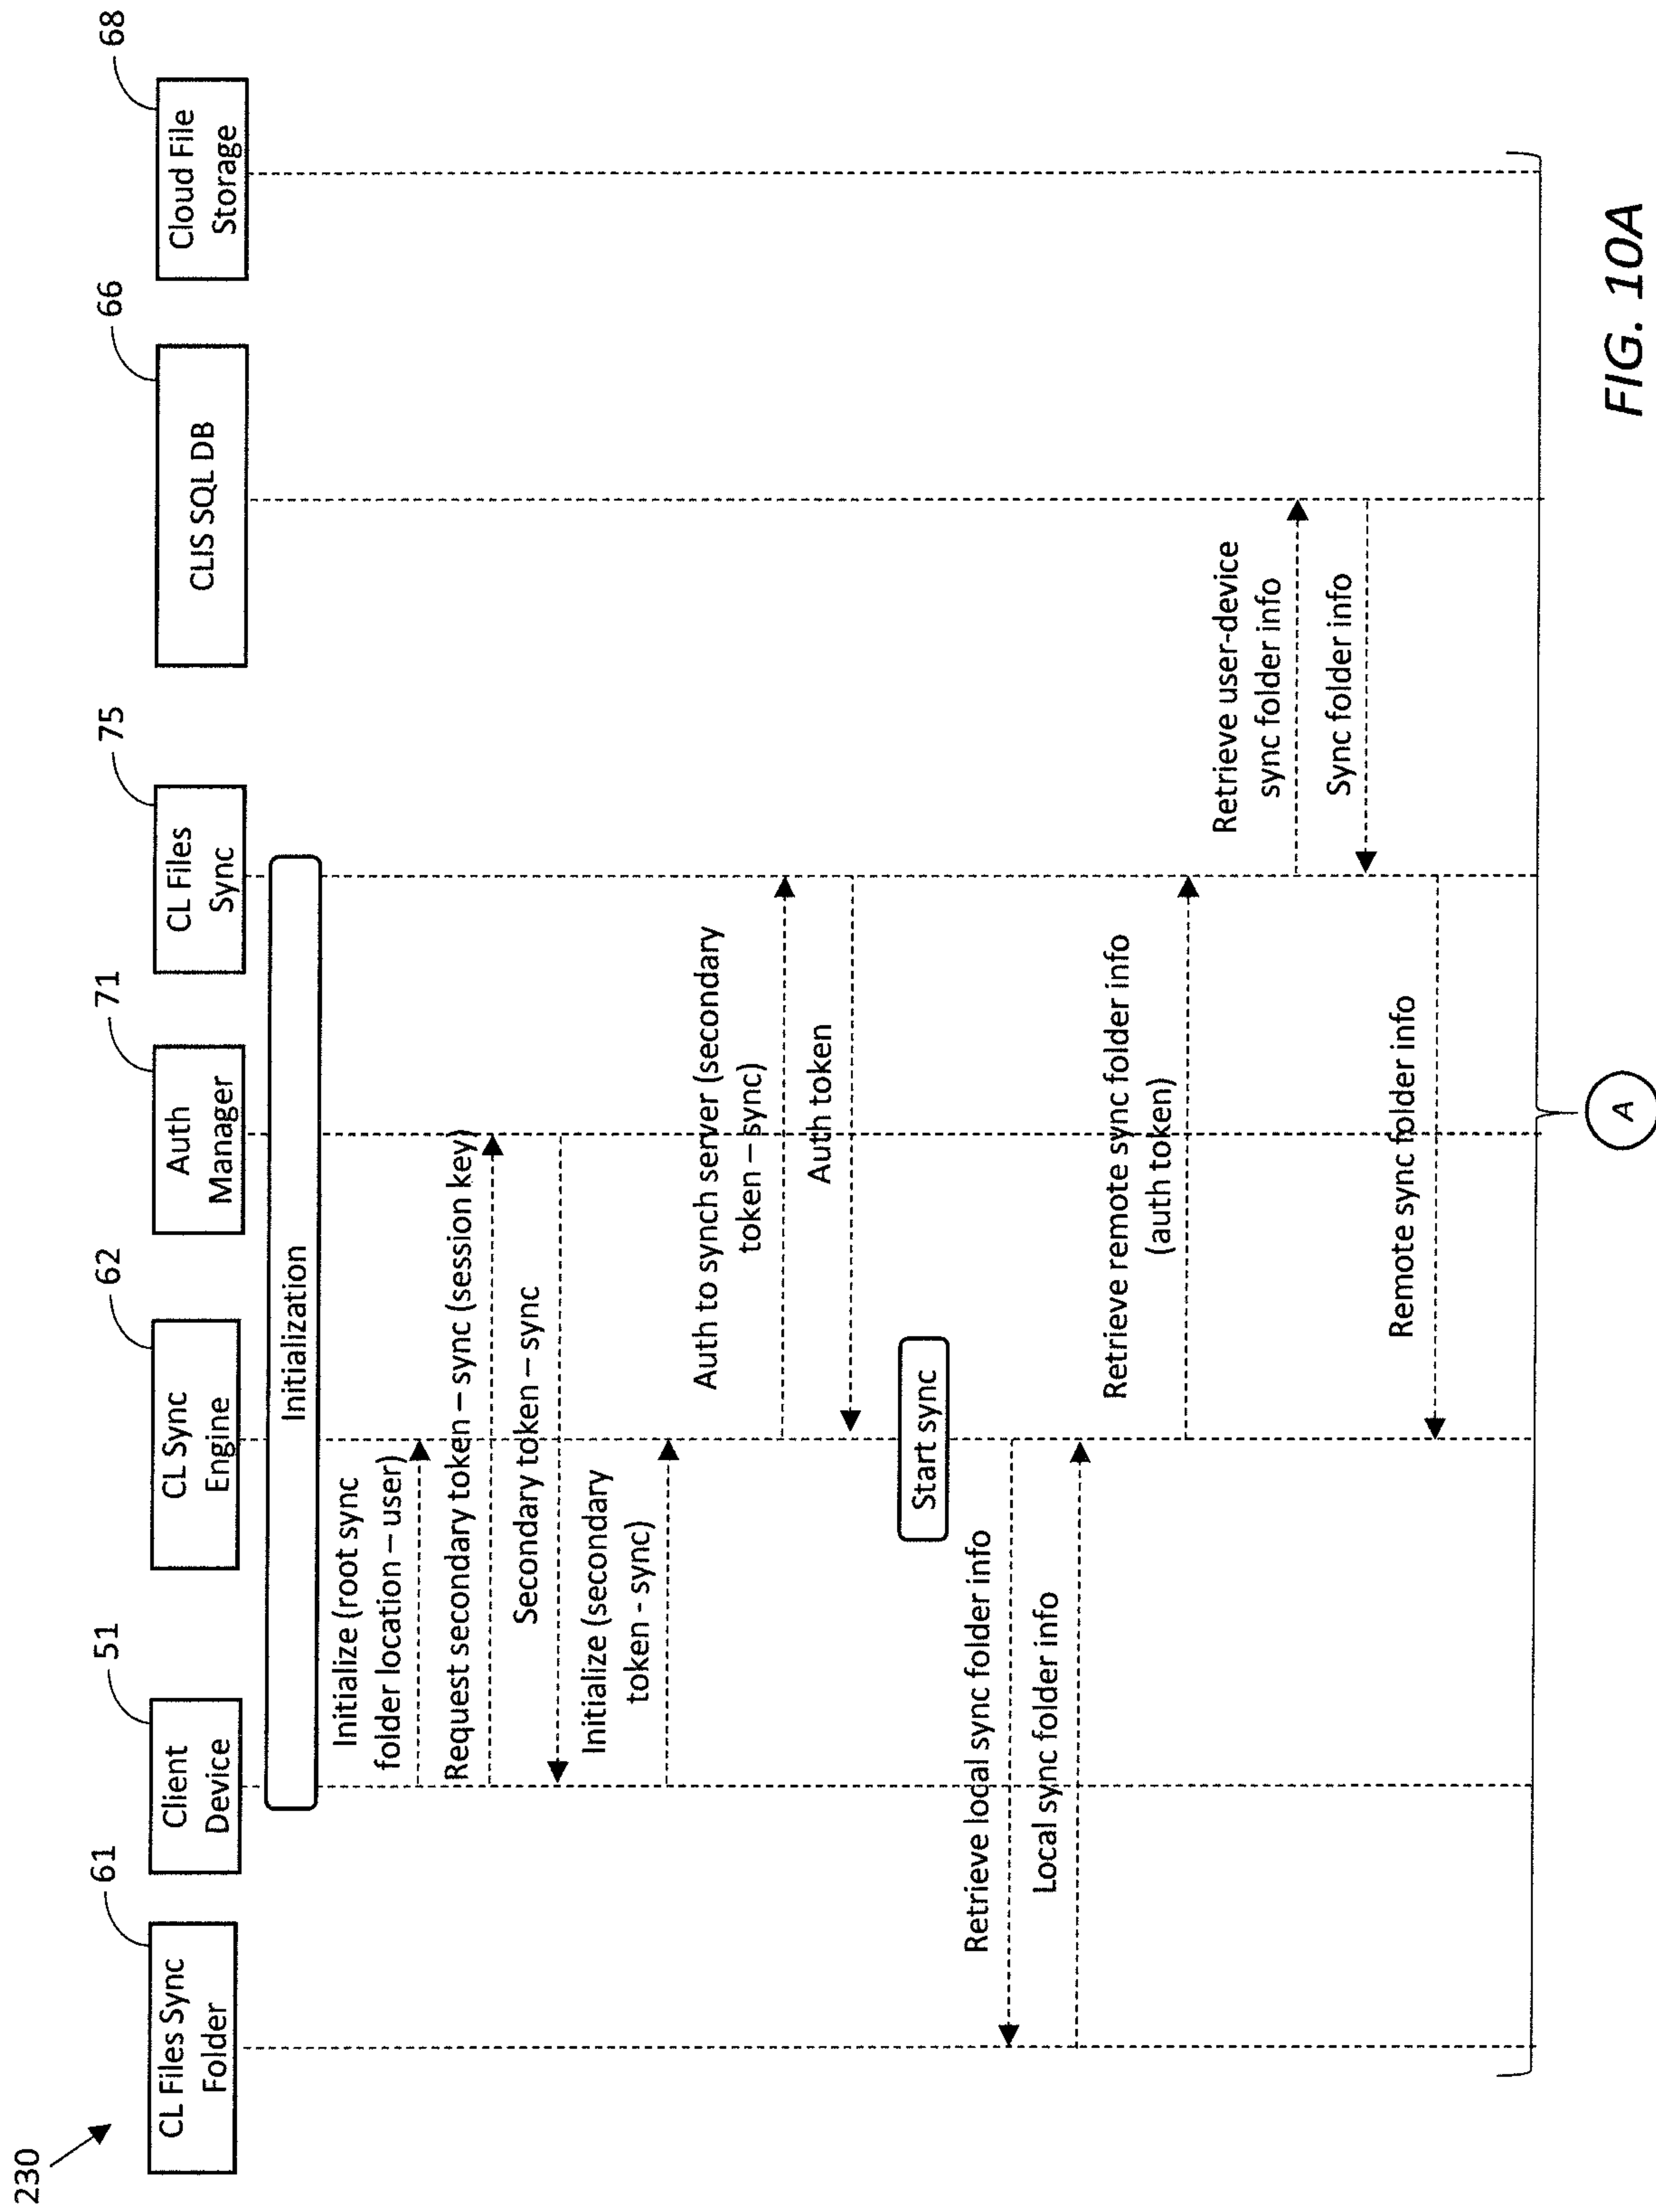 230
61
51
62
71
75
66
68
CL Files Sync
Folder
Client
Device
CL Sync
Engine
Auth
Manager
CL Files
Sync
CLIS SQL DB
Cloud File
Storage
Initialization
Initialize (root sync
folder location – user)
Request secondary token – sync (session key)
Secondary token – sync
Initialize (secondary
token - sync)
Auth to synch server (secondary
token – sync)
Auth token
Start sync
Retrieve local sync folder info
Local sync folder info
Retrieve remote sync folder info
(auth token)
Retrieve user-device
sync folder info
Sync folder info
Remote sync folder info
A
FIG. 10A